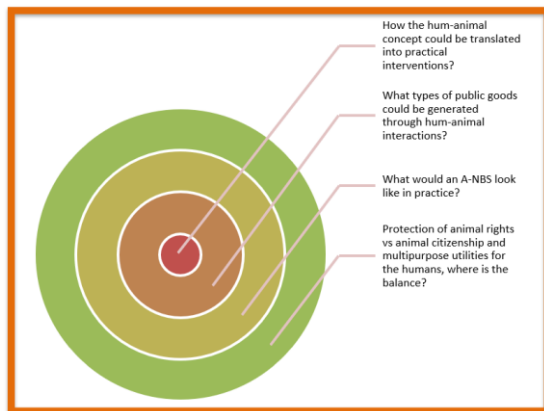 How the hum-animal
concept could be translated
into practical
interventions?
What types of public goods
could be generated
through hum-animal
interactions?
What would an A-NBS look
like in practice?
Protection of animal rights
vs animal citizenship and
multipurpose utilities for
the humans, where is the
balance?